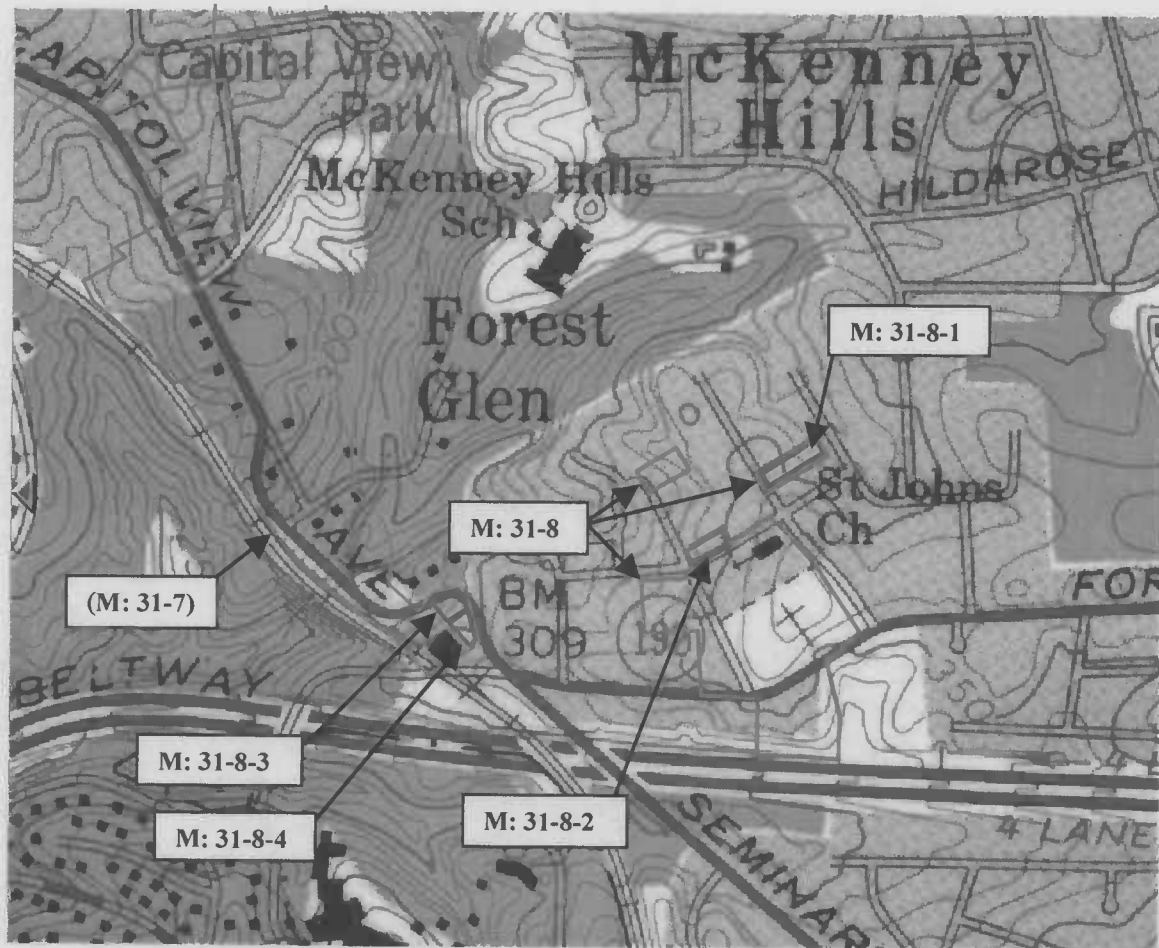 CAPITOL VIEW
AVE
Capital View
Park
McKenney
Hills
McKenney Hills
Sch
HILDAROSE
Forest
Glen
M: 31-8-1
St Johns
Ch
M: 31-8
(M: 31-7)
BM
309
FOR
BELTWAY
M: 31-8-3
M: 31-8-4
M: 31-8-2
SEMINAR
4 LANE